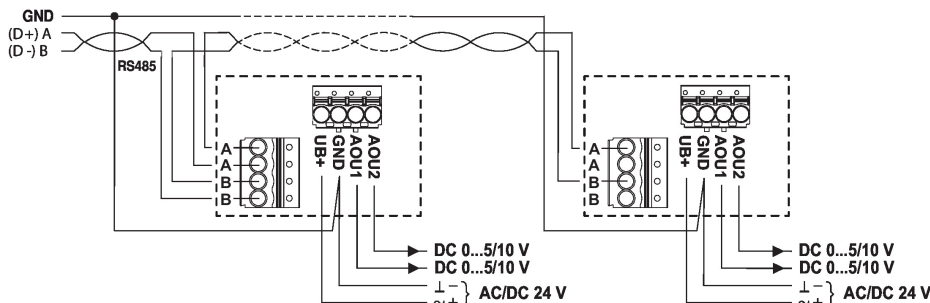 GND
(D+) A
(D -) B
RS485
UB+
GND
AOU1
AOU2
A
A
B
B
DC 0...5/10 V
DC 0...5/10 V
⊥ –
~/+
} AC/DC 24 V
UB+
GND
AOU1
AOU2
A
A
B
B
DC 0...5/10 V
DC 0...5/10 V
⊥ –
} AC/DC 24 V